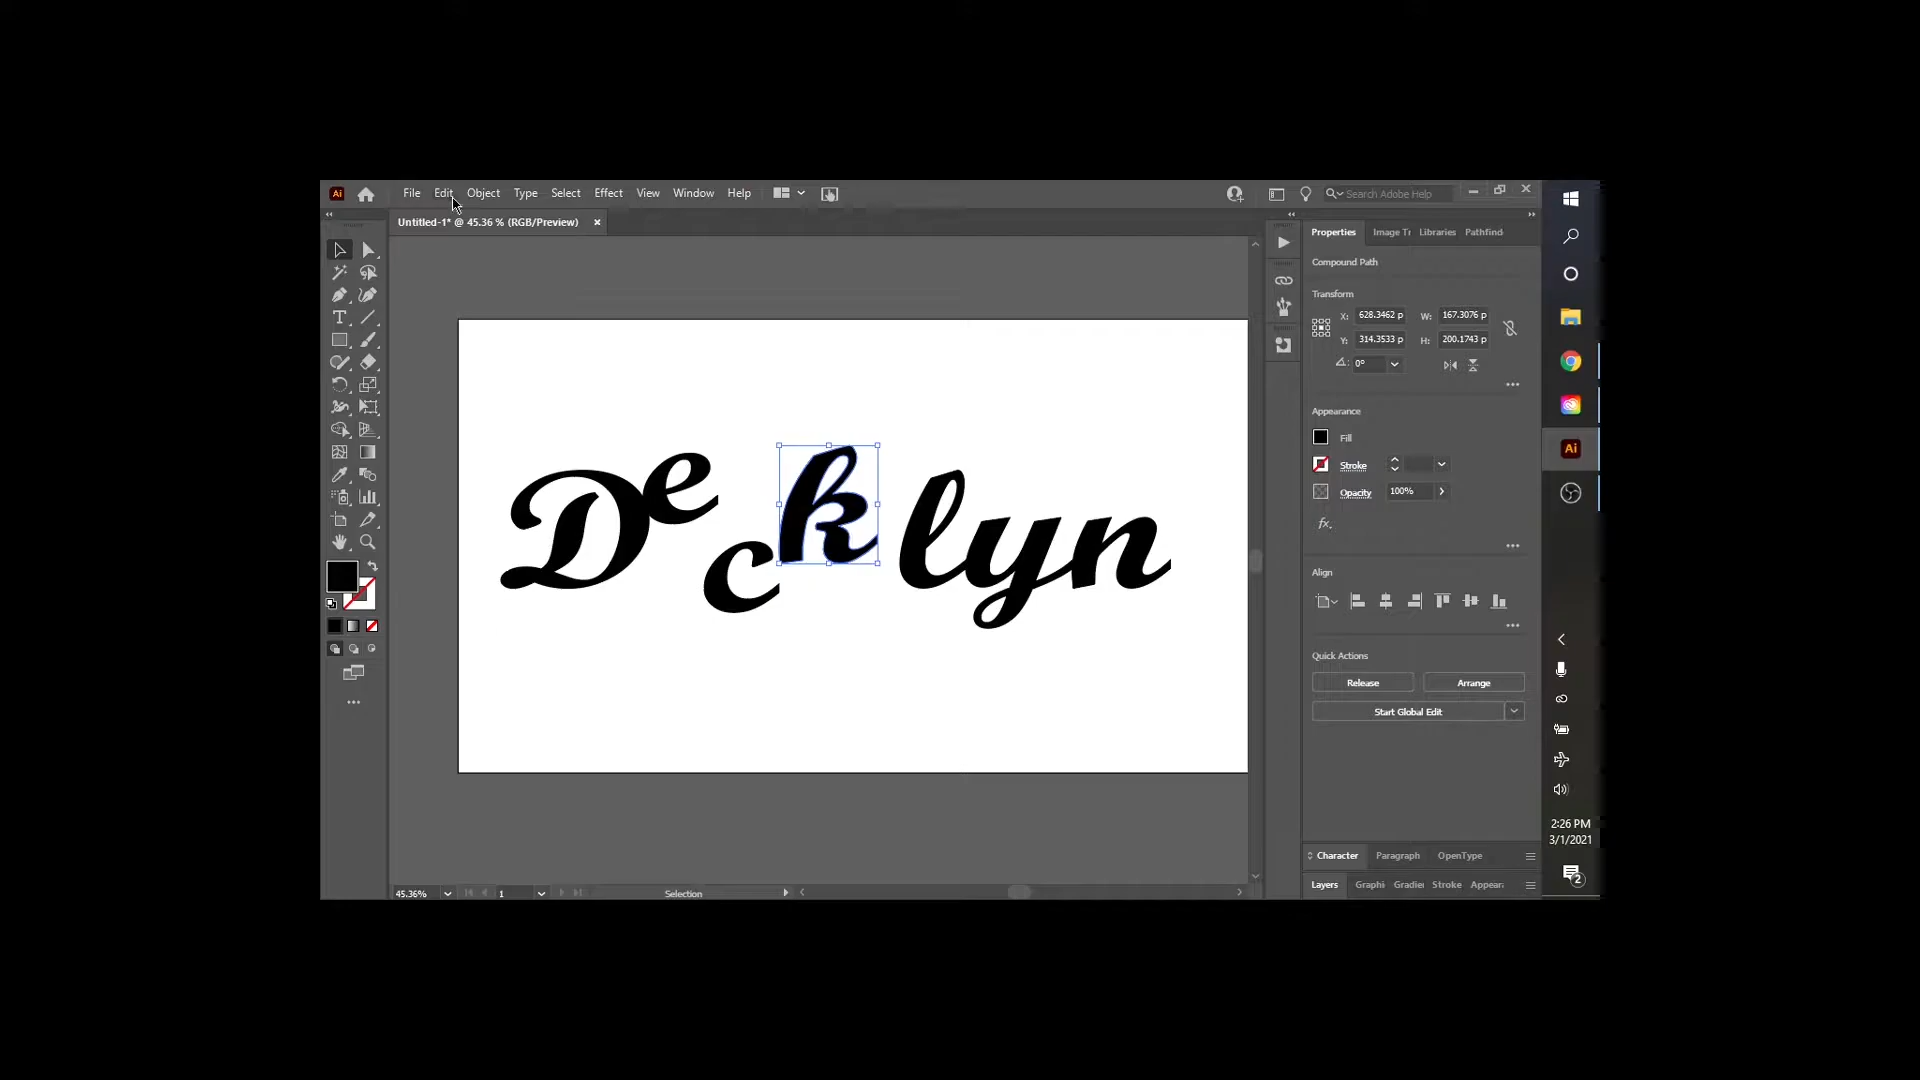 Ai File Edit Object Type Select Effect View Window Help Search Adobe Help
Untitled-1* @ 45.36 % (RGB/Preview) ×
Properties Image Tr Libraries Pathfind
Compound Path
Transform
X: 628.3462 p W: 167.3076 p
Y: 314.3533 p H: 200.1743 p
0°
Appearance
Fill
Stroke
Opacity 100%
fx.
Align
Quick Actions
Release Arrange
Start Global Edit
Decklyn
Character Paragraph OpenType
Layers Graphi Gradie Stroke Appear
45.36% 1 Selection
Ai
2:26 PM
3/1/2021
2